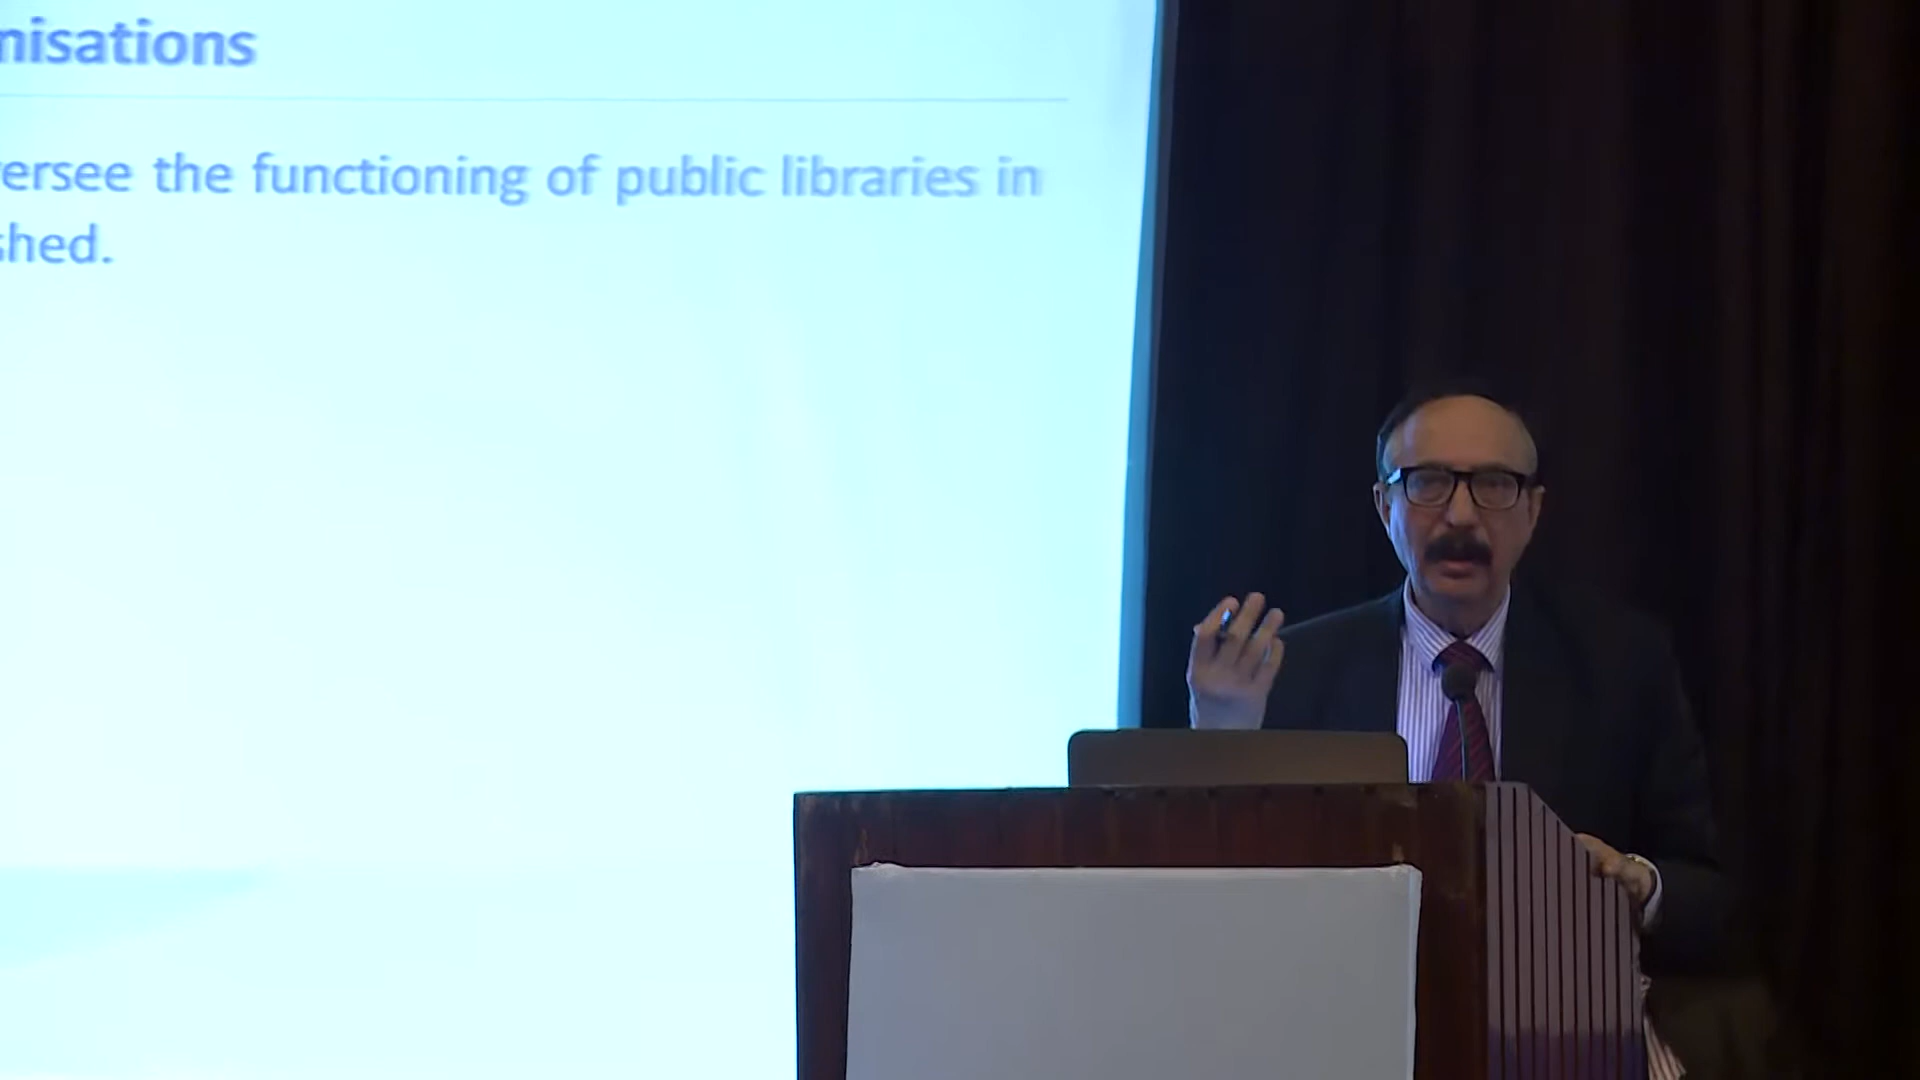 nisations
ersee the functioning of public libraries in
shed.